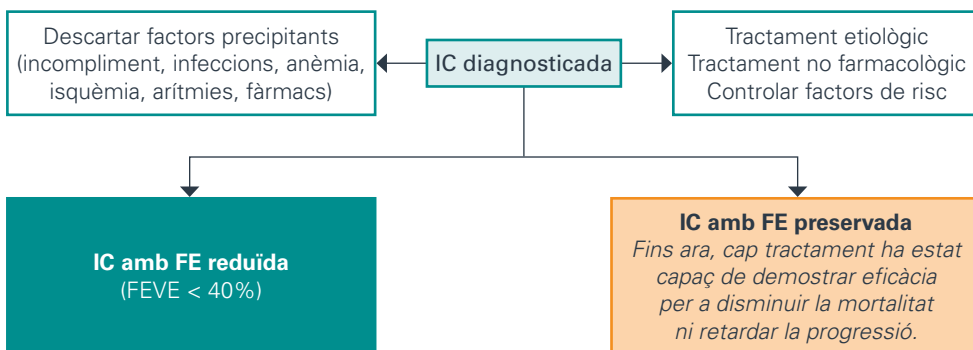 Descartar factors precipitants
(incompliment, infeccions, anèmia,
isquèmia, arítmies, fàrmacs)
IC diagnosticada
Tractament etiològic
Tractament no farmacològic
Controlar factors de risc
IC amb FE reduïda
(FEVE < 40%)
IC amb FE preservada
Fins ara, cap tractament ha estat
capaç de demostrar eficàcia
per a disminuir la mortalitat
ni retardar la progressió.